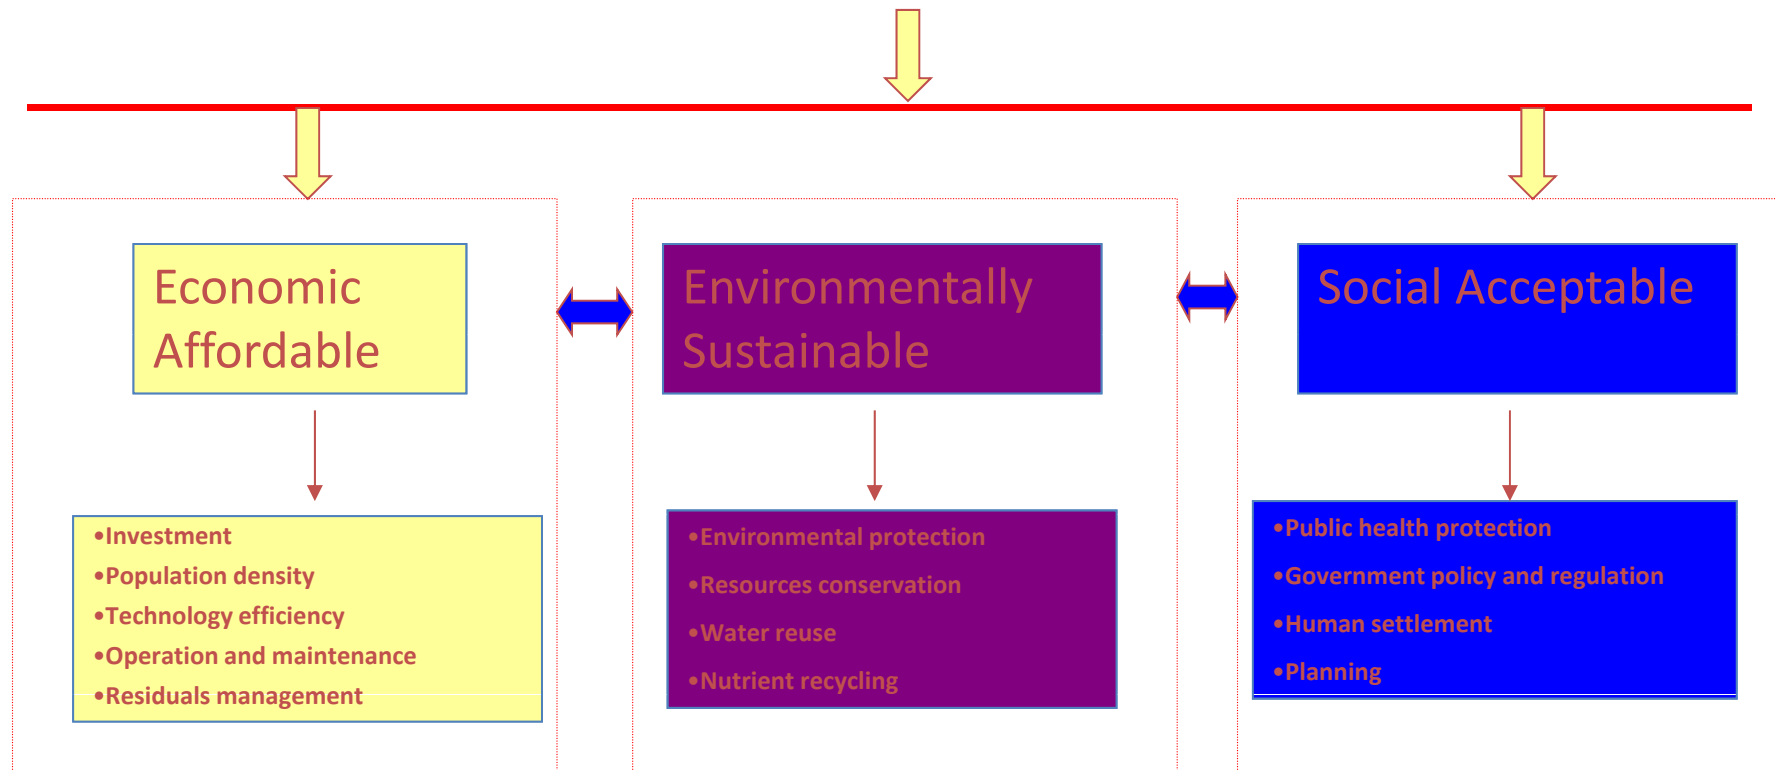 Economic
Affordable
Environmentally
Sustainable
Social Acceptable
•Investment
•Population density
•Technology efficiency
•Operation and maintenance
•Residuals management
•Environmental protection
•Resources conservation
•Water reuse
•Nutrient recycling
•Public health protection
•Government policy and regulation
•Human settlement
•Planning